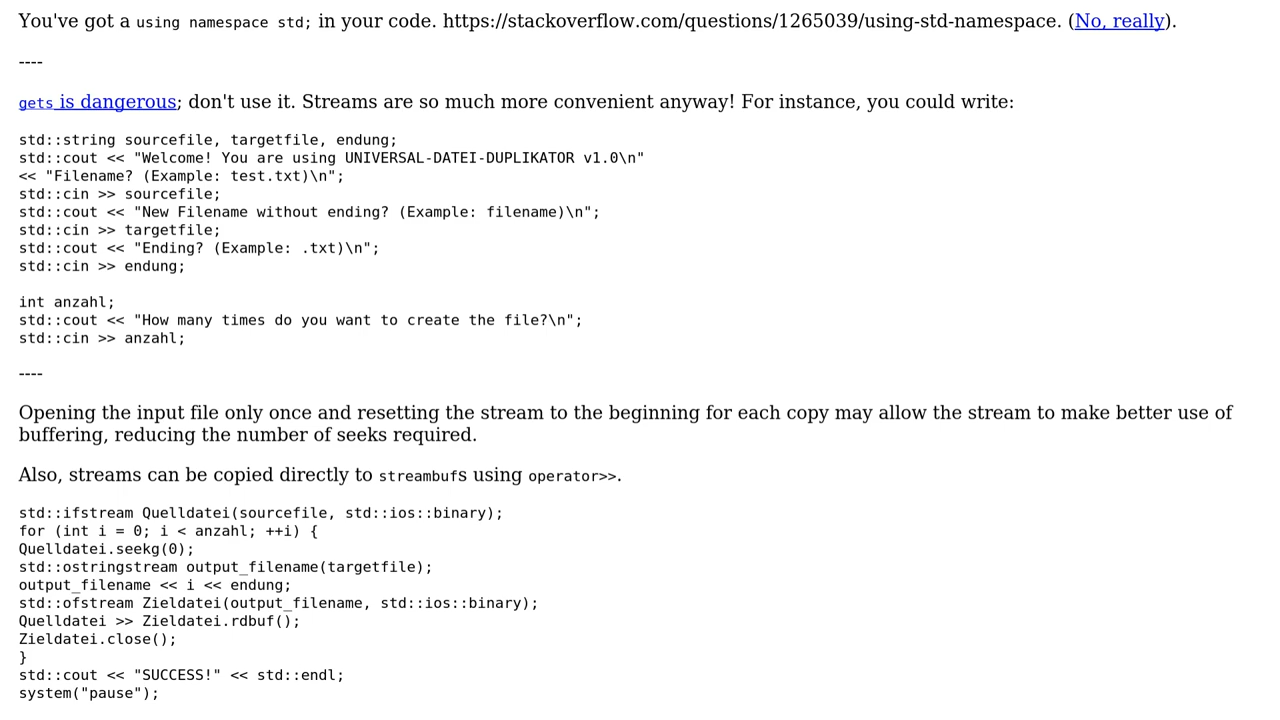 You've got a using namespace std; in your code. https://stackoverflow.com/questions/1265039/using-std-namespace. (No, really).
----
gets is dangerous; don't use it. Streams are so much more convenient anyway! For instance, you could write:
std::string sourcefile, targetfile, endung;
std::cout << "Welcome! You are using UNIVERSAL-DATEI-DUPLIKATOR v1.0\n"
<< "Filename? (Example: test.txt)\n";
std::cin >> sourcefile;
std::cout << "New Filename without ending? (Example: filename)\n";
std::cin >> targetfile;
std::cout << "Ending? (Example: .txt)\n";
std::cin >> endung;
int anzahl;
std::cout << "How many times do you want to create the file?\n";
std::cin >> anzahl;
----
Opening the input file only once and resetting the stream to the beginning for each copy may allow the stream to make better use of
buffering, reducing the number of seeks required.
Also, streams can be copied directly to streambufs using operator>>.
std::ifstream Quelldatei(sourcefile, std::ios::binary);
for (int i = 0; i < anzahl; ++i) {
Quelldatei.seekg(0);
std::ostringstream output_filename(targetfile);
output_filename << i << endung;
std::ofstream Zieldatei(output_filename, std::ios::binary);
Quelldatei >> Zieldatei.rdbuf();
Zieldatei.close();
}
std::cout << "SUCCESS!" << std::endl;
system("pause");